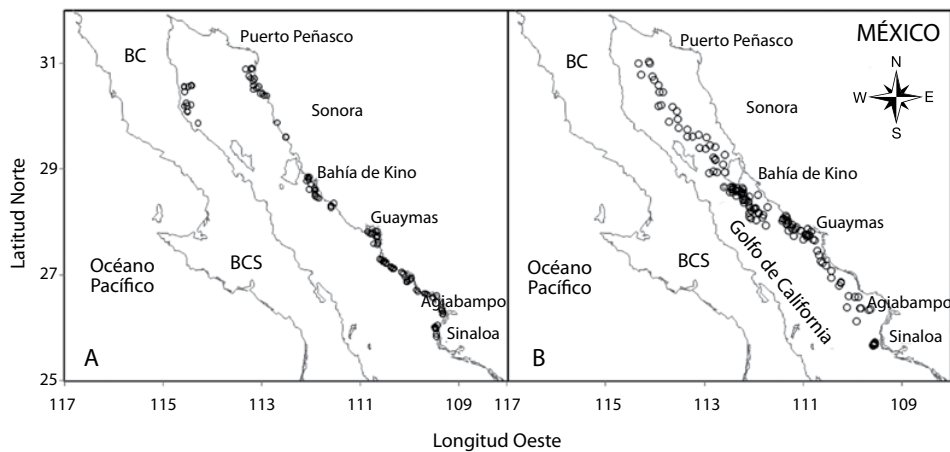 Puerto Peñasco
BC
31
Sonora
29
Bahía de Kino
Latitud Norte
Guaymas
27
Océano
Pacífico
BCS
Agiabampo
Sinaloa
A
25
117
115
113
111
109
Puerto Peñasco
MÉXICO
BC
N
W
E
S
Sonora
Bahía de Kino
Guaymas
Golfo de California
Océano
Pacífico
BCS
Agiabampo
Sinaloa
B
117
115
113
111
109
Longitud Oeste